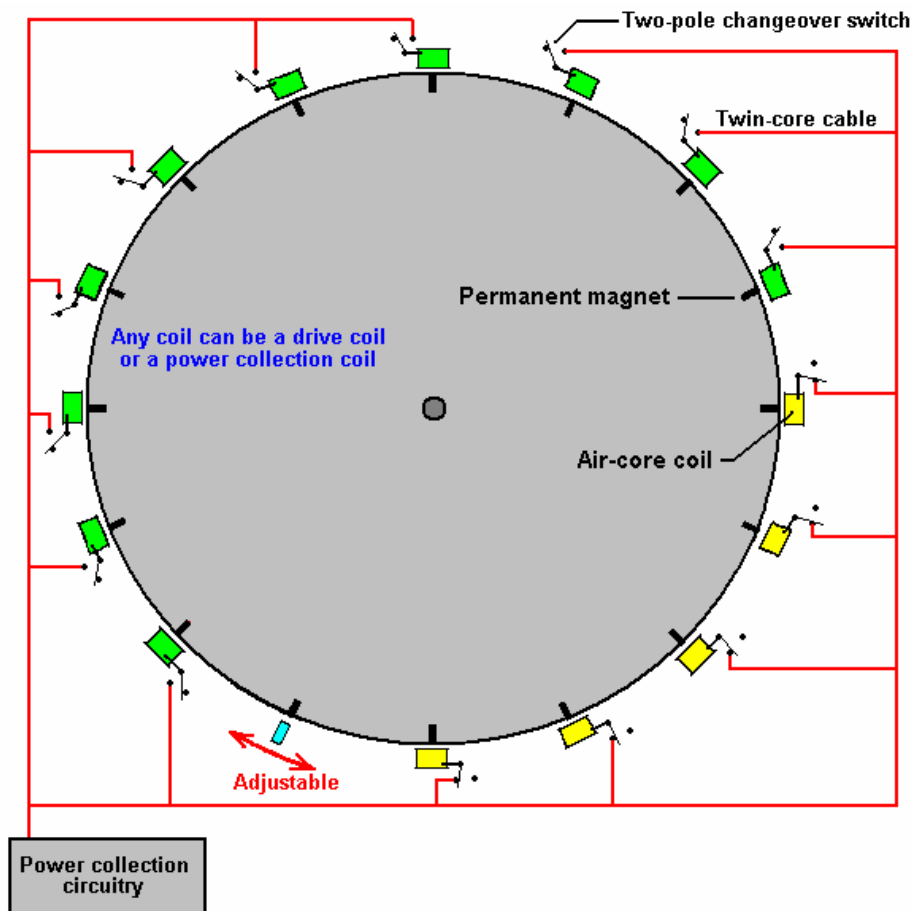 Two-pole changeover switch
Twin-core cable
Permanent magnet
Any coil can be a drive coil
or a power collection coil
Air-core coil
Adjustable
Power collection
circuitry